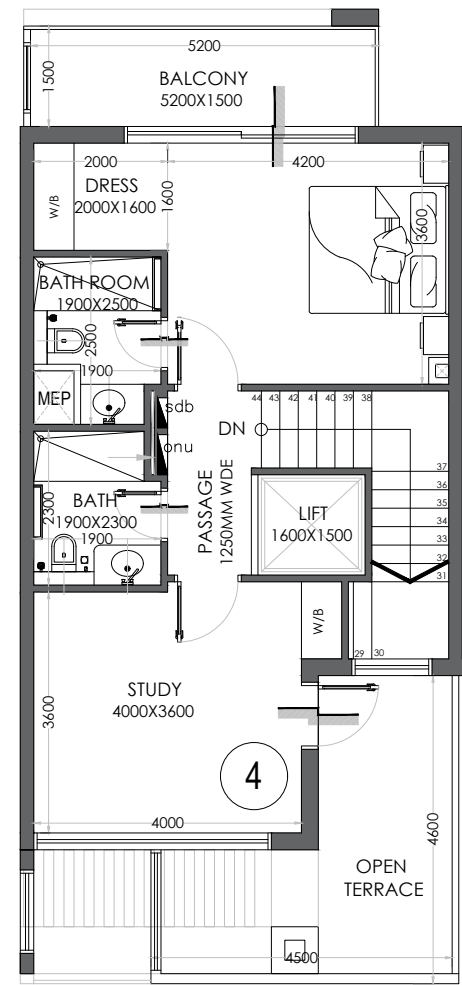 5200
1500
BALCONY
5200X1500
2000
4200
DRESS
2000X1600
W/B
1600
3600
BATH ROOM
1900X2500
2500
1900
MEP
sdb
onu
44 43 42 41 40 39 38
DN
37
36
35
34
33
32
31
PASSAGE
1250MM WDE
LIFT
1600X1500
BATH
1900X2300
2300
1900
W/B
29 30
STUDY
4000X3600
3600
4
4000
4600
OPEN
TERRACE
4500